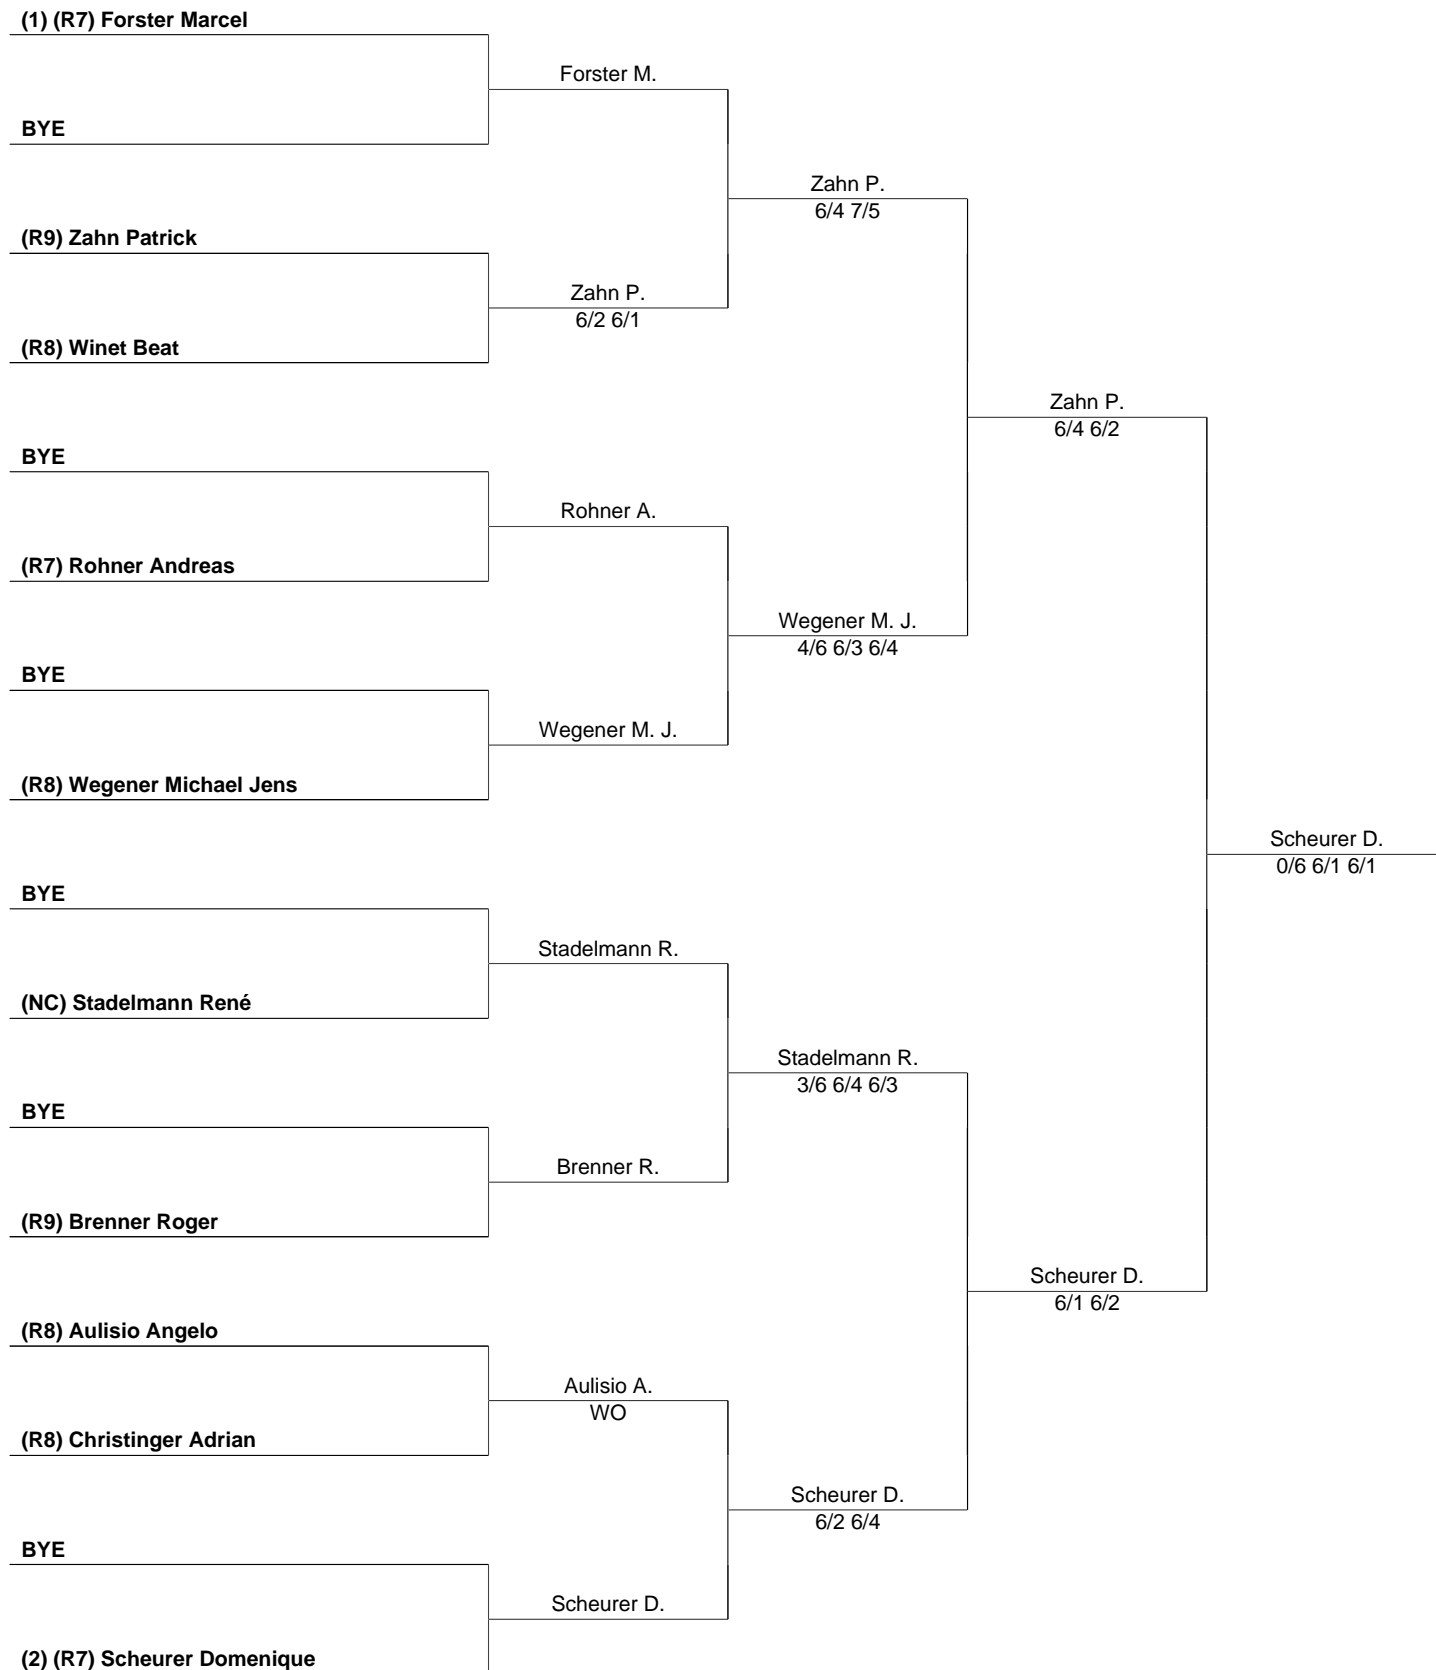 (1) (R7) Forster Marcel
Forster M.
BYE
Zahn P.
6/4 7/5
(R9) Zahn Patrick
Zahn P.
6/2 6/1
(R8) Winet Beat
Zahn P.
6/4 6/2
BYE
Rohner A.
(R7) Rohner Andreas
Wegener M. J.
4/6 6/3 6/4
BYE
Wegener M. J.
(R8) Wegener Michael Jens
Scheurer D.
0/6 6/1 6/1
BYE
Stadelmann R.
(NC) Stadelmann René
Stadelmann R.
3/6 6/4 6/3
BYE
Brenner R.
(R9) Brenner Roger
Scheurer D.
6/1 6/2
(R8) Aulisio Angelo
Aulisio A.
WO
(R8) Christinger Adrian
Scheurer D.
6/2 6/4
BYE
Scheurer D.
(2) (R7) Scheurer Domenique